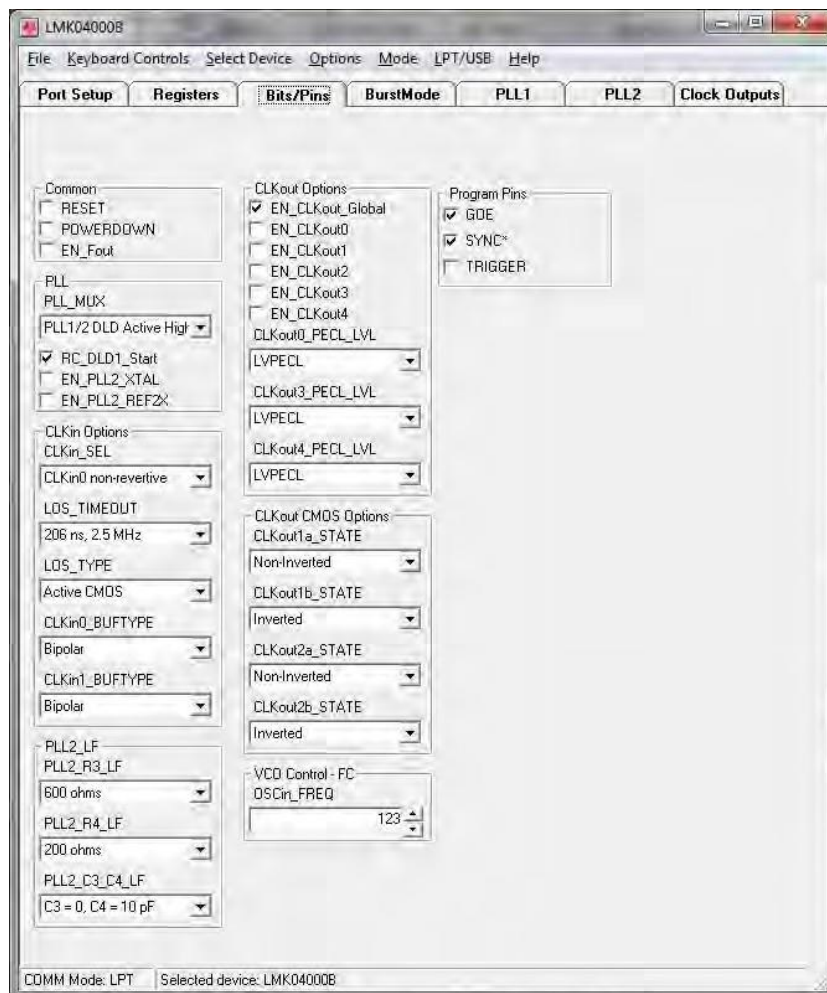 LMK04000B
File Keyboard Controls Select Device Options Mode LPT/USB Help
Port Setup Registers Bits/Pins BurstMode PLL1 PLL2 Clock Outputs
Common
RESET
POWERDOWN
EN_Fout
PLL
PLL_MUX
PLL1/2 DLD Active High
RC_DLD1_Start
EN_PLL2_XTAL
EN_PLL2_REF2X
CLKin Options
CLKin_SEL
CLKin0 non-revertive
LOS_TIMEOUT
206 ns, 2.5 MHz
LOS_TYPE
Active CMOS
CLKin0_BUFTYPE
Bipolar
CLKin1_BUFTYPE
Bipolar
PLL2_LF
PLL2_R3_LF
600 ohms
PLL2_R4_LF
200 ohms
PLL2_C3_C4_LF
C3 = 0, C4 = 10 pF
CLKout Options
EN_CLKout_Global
EN_CLKout0
EN_CLKout1
EN_CLKout2
EN_CLKout3
EN_CLKout4
CLKout0_PECL_LVL
LVPECL
CLKout3_PECL_LVL
LVPECL
CLKout4_PECL_LVL
LVPECL
CLKout CMOS Options
CLKout1a_STATE
Non-Inverted
CLKout1b_STATE
Inverted
CLKout2a_STATE
Non-Inverted
CLKout2b_STATE
Inverted
VCO Control - FC
OSCin_FREQ
123
Program Pins
GOE
SYNC*
TRIGGER
COMM Mode: LPT Selected device: LMK04000B